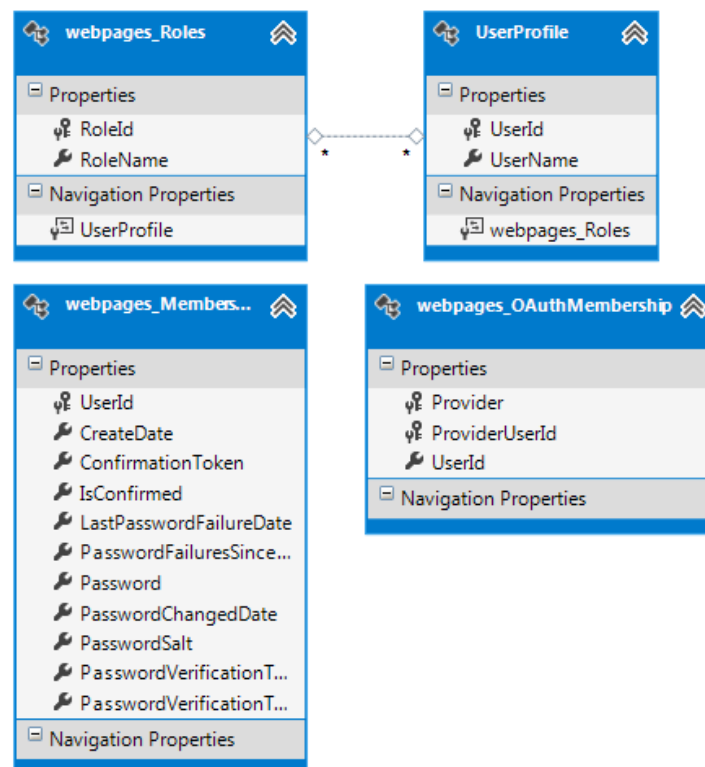 webpages_Roles
Properties
RoleId
RoleName
Navigation Properties
UserProfile
* *
UserProfile
Properties
UserId
UserName
Navigation Properties
webpages_Roles
webpages_Members...
Properties
UserId
CreateDate
ConfirmationToken
IsConfirmed
LastPasswordFailureDate
PasswordFailuresSince...
Password
PasswordChangedDate
PasswordSalt
PasswordVerificationT...
PasswordVerificationT...
Navigation Properties
webpages_OAuthMembership
Properties
Provider
ProviderUserId
UserId
Navigation Properties